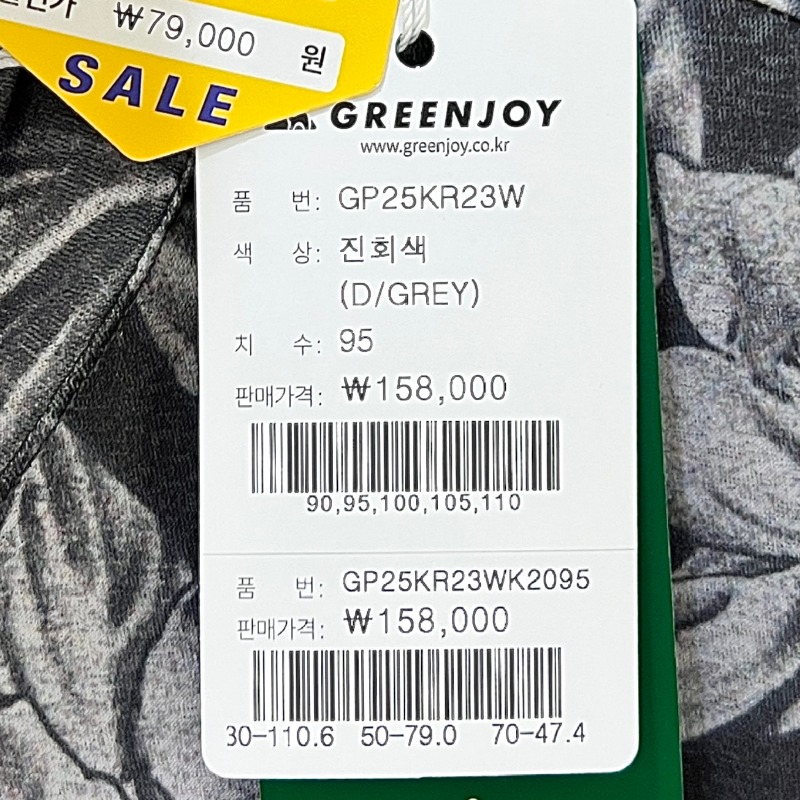 ₩79,000 원
SALE
GREENJOY
www.greenjoy.co.kr
품 번: GP25KR23W
색 상: 진회색
(D/GREY)
치 수: 95
판매가격: ₩158,000
90,95,100,105,110
품 번: GP25KR23WK2095
판매가격: ₩158,000
30-110.6 50-79.0 70-47.4